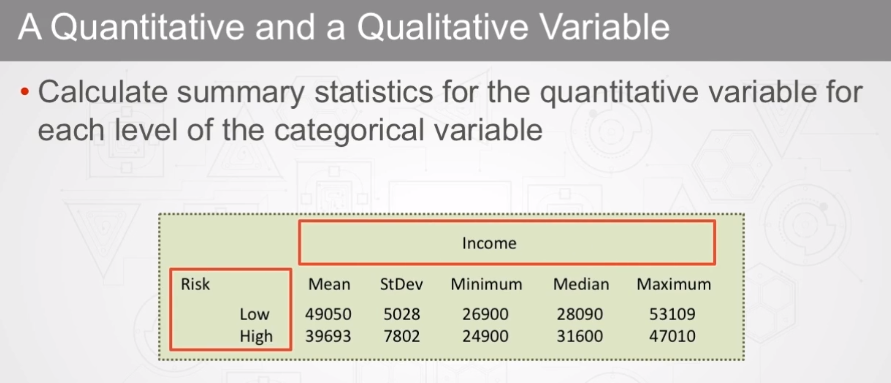 A Quantitative and a Qualitative Variable
• Calculate summary statistics for the quantitative variable for
each level of the categorical variable
Income
Risk Mean StDev Minimum Median Maximum
Low 49050 5028 26900 28090 53109
High 39693 7802 24900 31600 47010